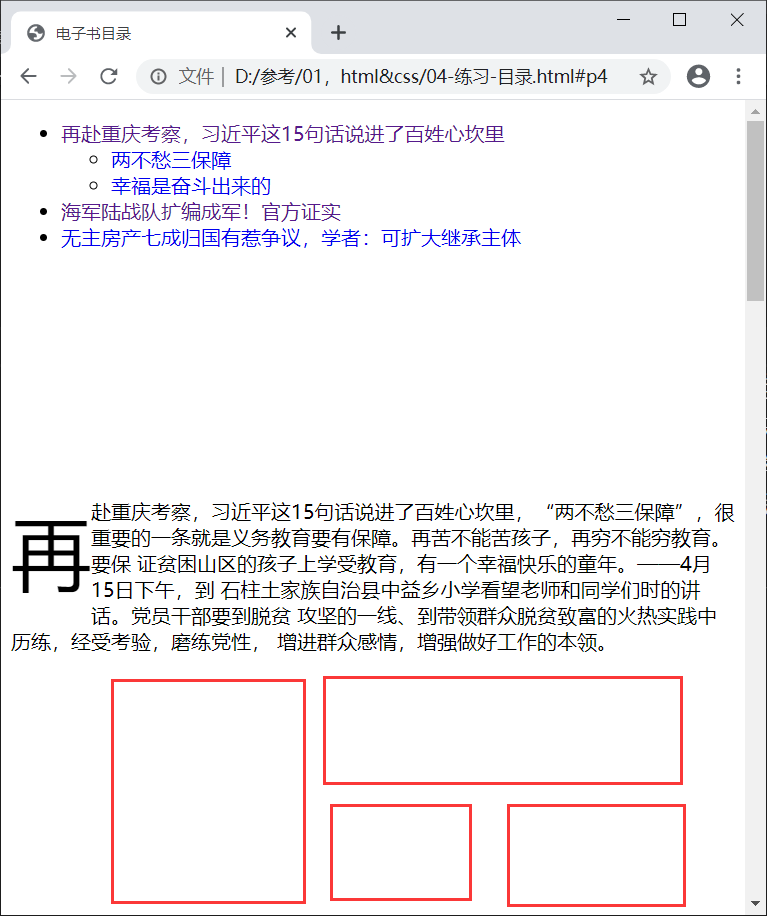 电子书目录
文件 | D:/参考/01，html&css/04-练习-目录.html#p4
再赴重庆考察，习近平这15句话说进了百姓心坎里
两不愁三保障
幸福是奋斗出来的
海军陆战队扩编成军！官方证实
无主房产七成归国有惹争议，学者：可扩大继承主体
再
赴重庆考察，习近平这15句话说进了百姓心坎里，“两不愁三保障”，很
重要的一条就是义务教育要有保障。再苦不能苦孩子，再穷不能穷教育。
要保 证贫困山区的孩子上学受教育，有一个幸福快乐的童年。——4月
15日下午，到 石柱土家族自治县中益乡小学看望老师和同学们时的讲
话。党员干部要到脱贫 攻坚的一线、到带领群众脱贫致富的火热实践中
历练，经受考验，磨练党性， 增进群众感情，增强做好工作的本领。